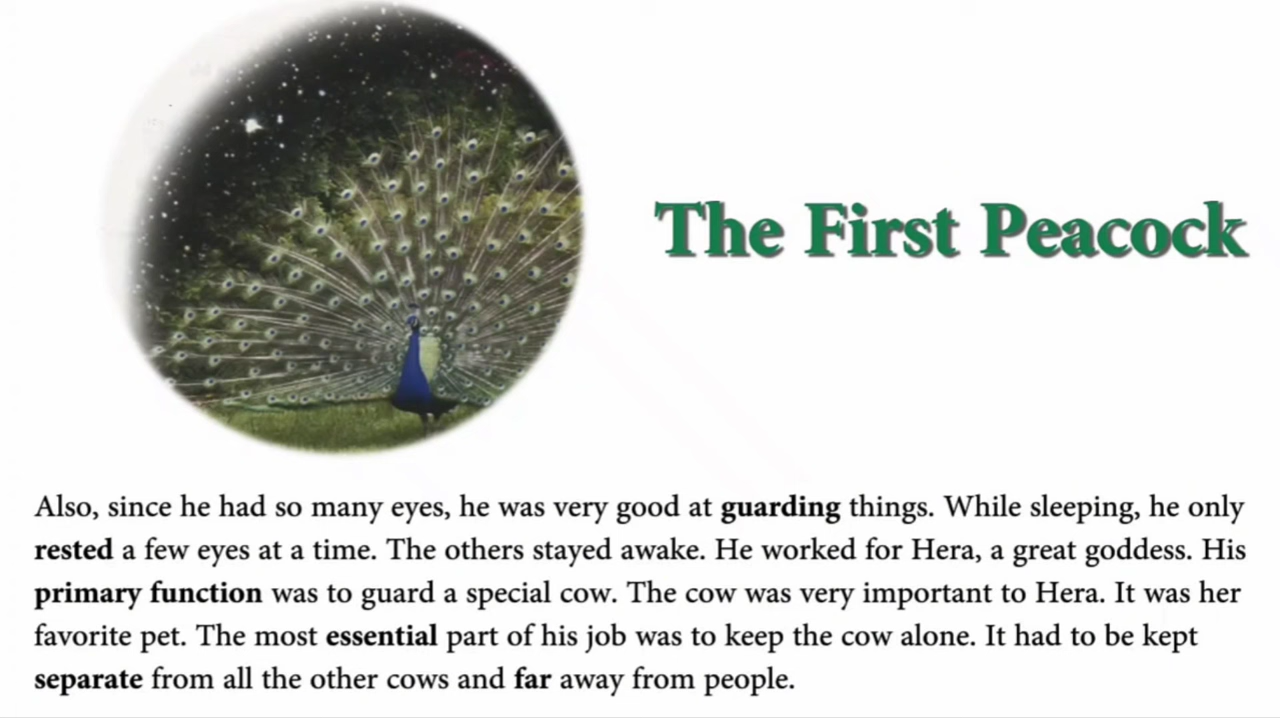 The First Peacock
Also, since he had so many eyes, he was very good at guarding things. While sleeping, he only
rested a few eyes at a time. The others stayed awake. He worked for Hera, a great goddess. His
primary function was to guard a special cow. The cow was very important to Hera. It was her
favorite pet. The most essential part of his job was to keep the cow alone. It had to be kept
separate from all the other cows and far away from people.